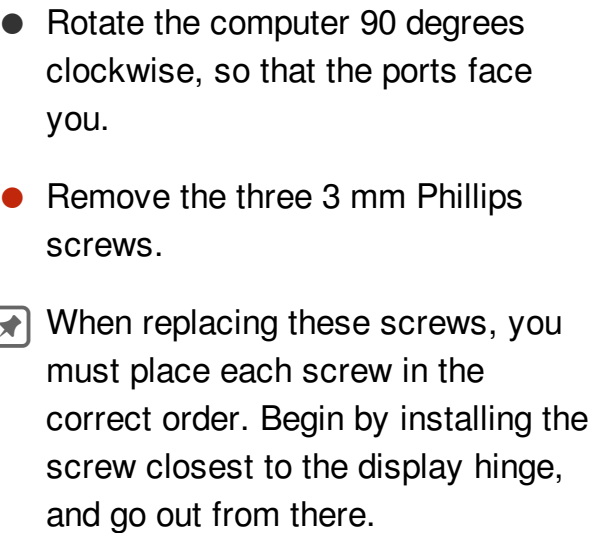 Rotate the computer 90 degrees
clockwise, so that the ports face
you.
Remove the three 3 mm Phillips
screws.
When replacing these screws, you
must place each screw in the
correct order. Begin by installing the
screw closest to the display hinge,
and go out from there.